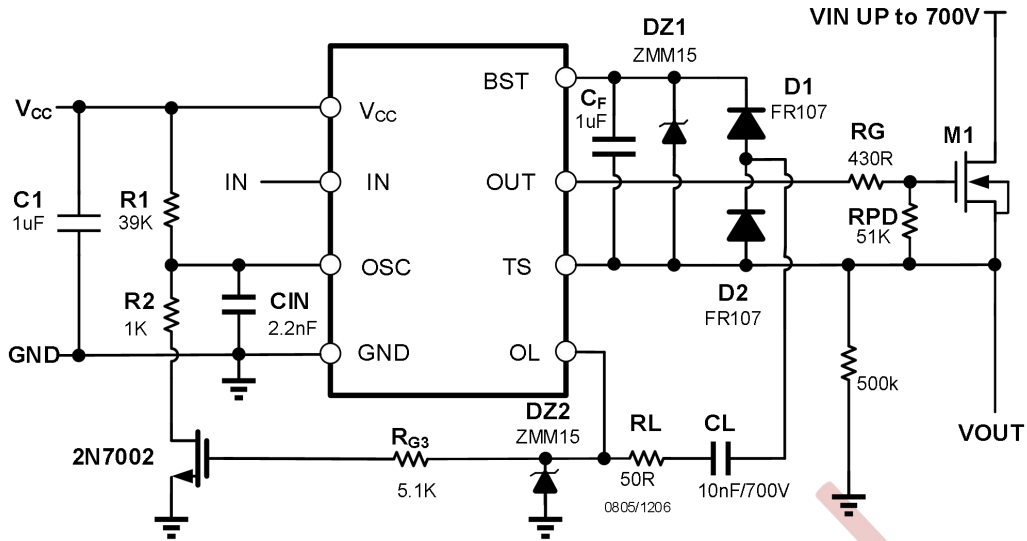 VIN UP to 700V
DZ1
ZMM15
BST
D1
FR107
CF
1uF
VCC
VCC
RG
430R
M1
IN
IN
OUT
C1
1uF
R1
39K
RPD
51K
OSC
TS
R2
1K
CIN
2.2nF
D2
FR107
GND
GND
OL
500k
DZ2
ZMM15
RL
CL
VOUT
2N7002
RG3
5.1K
50R
10nF/700V
0805/1206